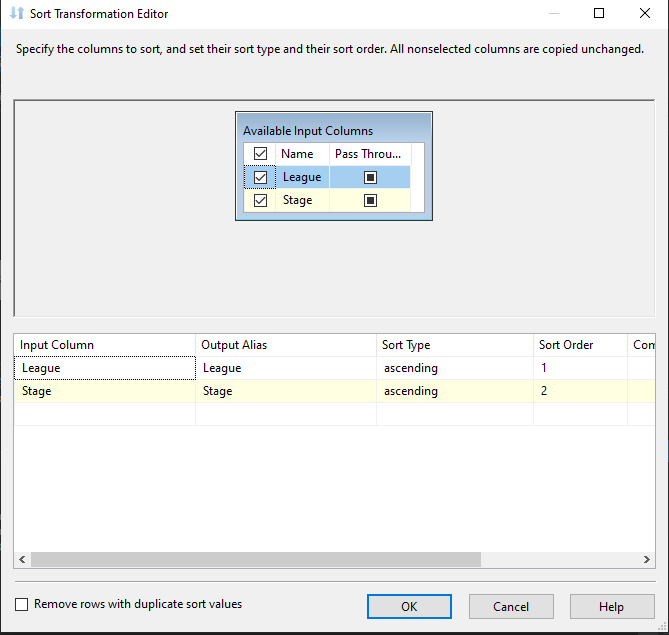 Sort Transformation Editor
Specify the columns to sort, and set their sort type and their sort order. All nonselected columns are copied unchanged.
Available Input Columns
Name Pass Throu...
League
Stage
Input Column Output Alias Sort Type Sort Order Com
League League ascending 1
Stage Stage ascending 2
Remove rows with duplicate sort values OK Cancel Help